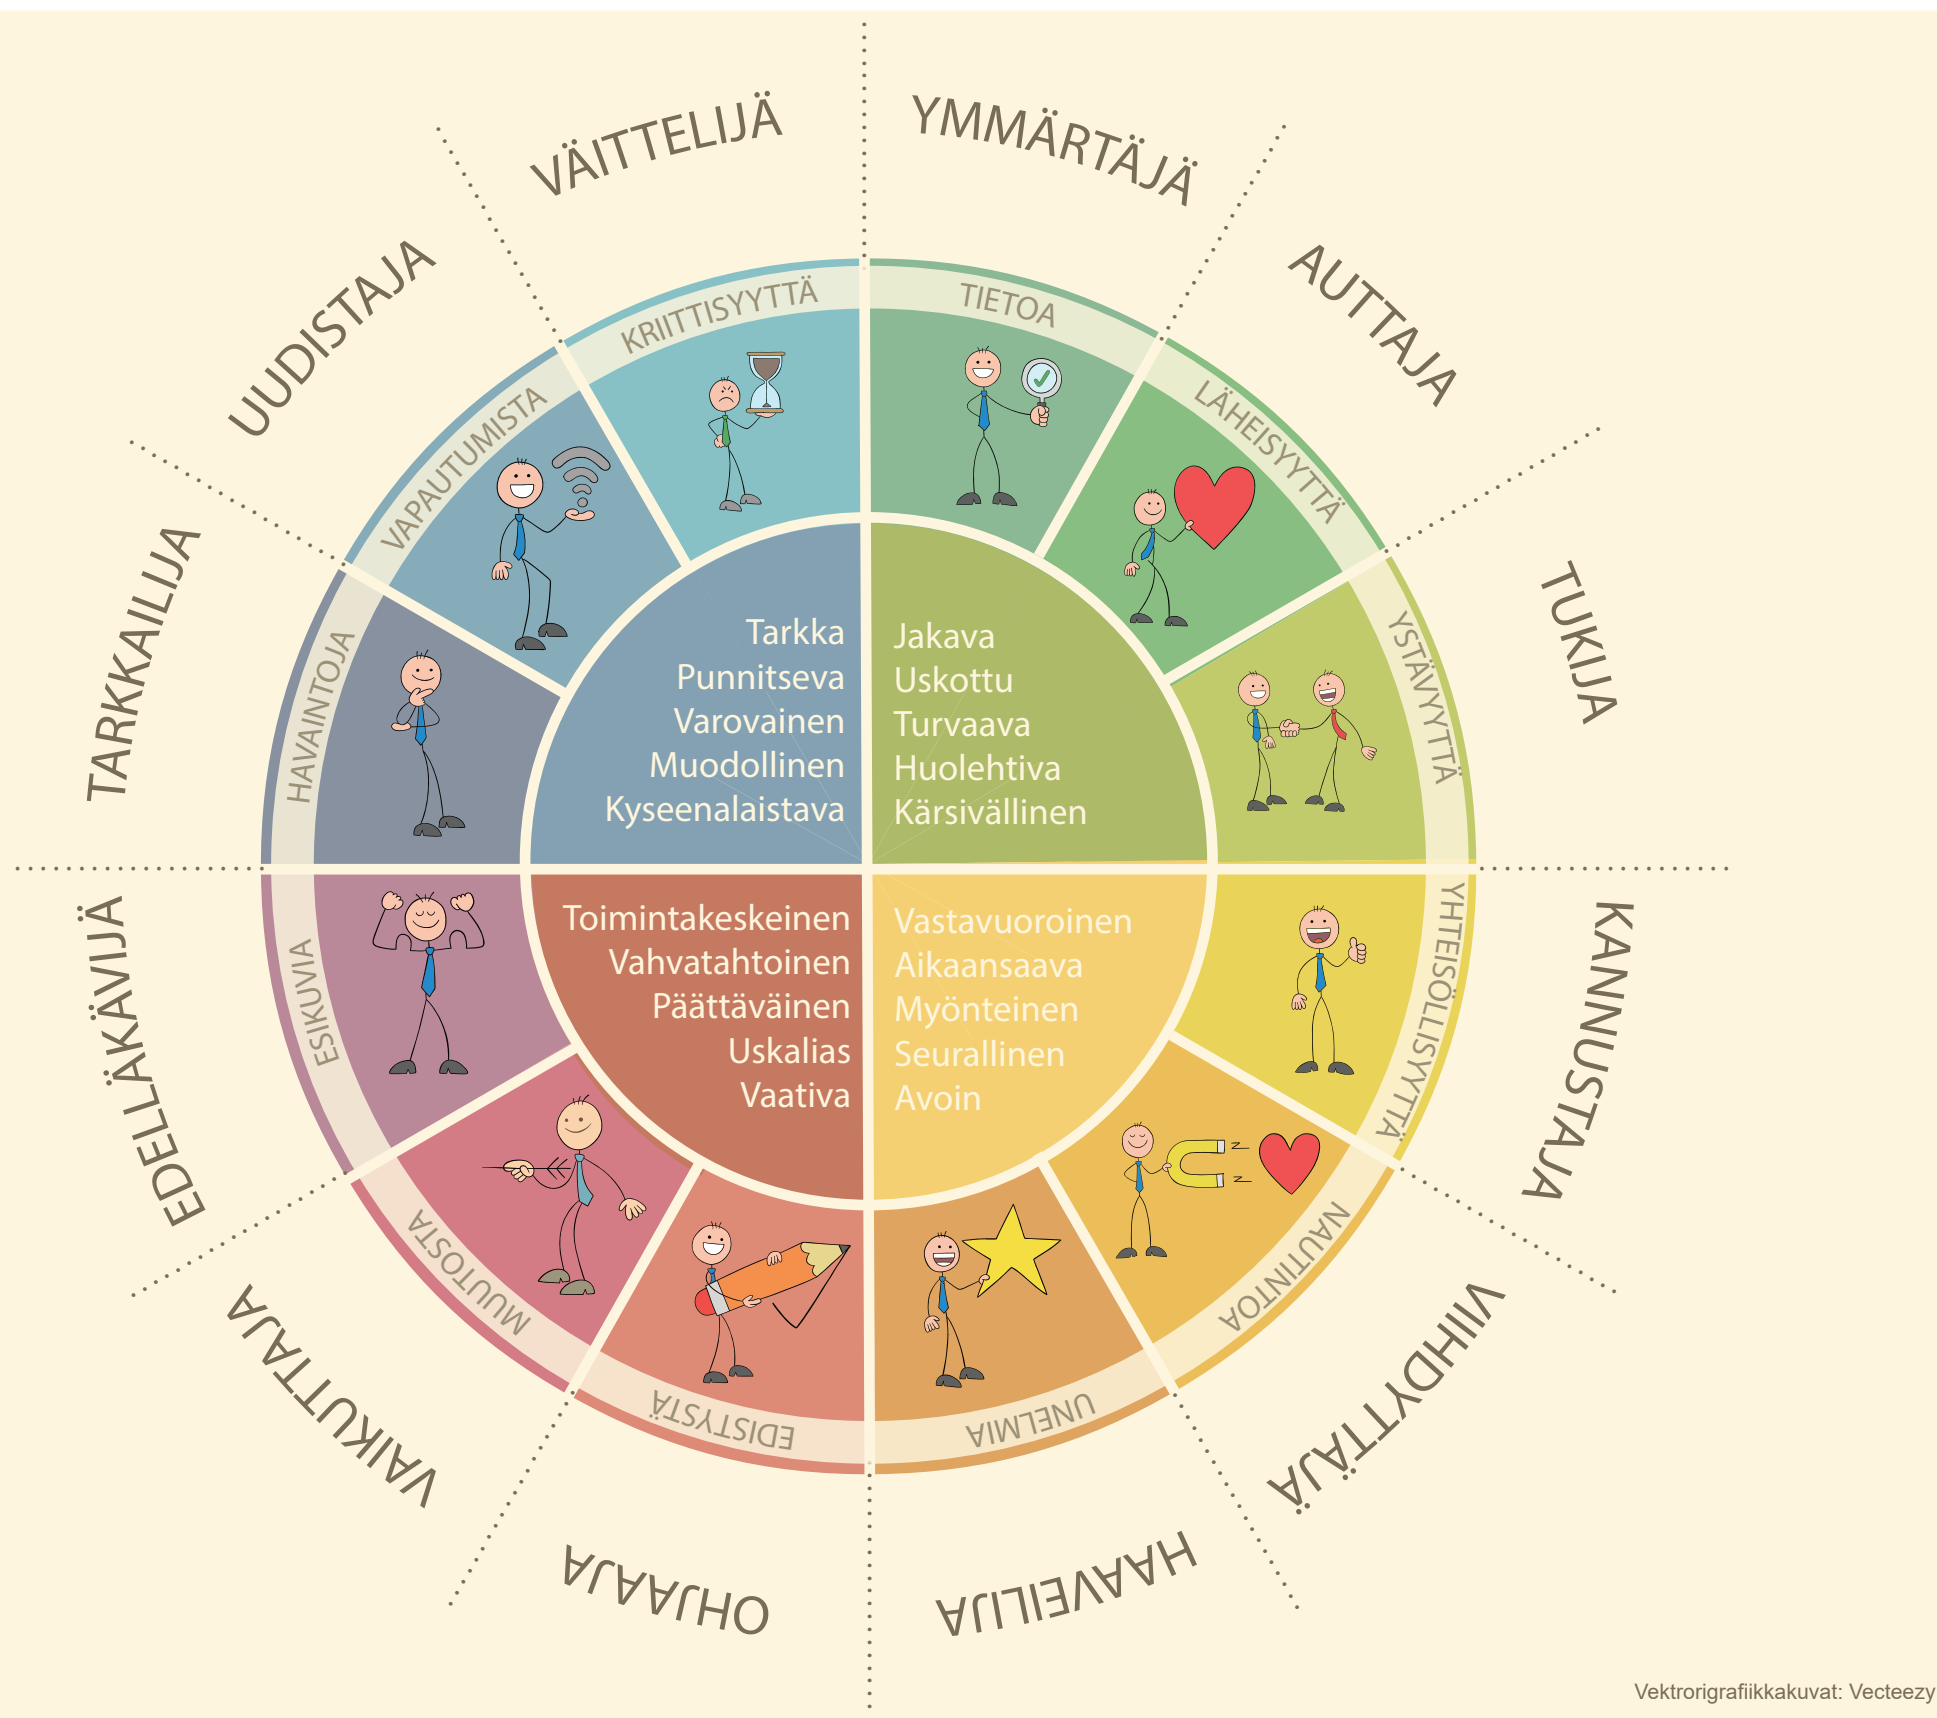 VÄITTELIJÄ
YMMÄRTÄJÄ
AUTTAJA
TUKIJA
KANNUSTAJA
VIIHDYTTÄJÄ
HAAVEILIJA
OHJAAJA
VAIKUTTAJA
EDELLÄKÄVIJÄ
TARKKAILIJA
UUDISTAJA
KRIITTISYYTTÄ
TIETOA
LÄHEISYYTTÄ
YSTÄVYYTTÄ
YHTEISÖLLISYYTTÄ
NAUTINTOA
UNELMIA
EDISTYSTÄ
MUUTOSTA
ESIKUVIA
HAVAINTOJA
VAPAUTUMISTA
Tarkka
Punnitseva
Varovainen
Muodollinen
Kyseenalaistava
Jakava
Uskottu
Turvaava
Huolehtiva
Kärsivällinen
Toimintakeskeinen
Vahvatahtoinen
Päättäväinen
Uskalias
Vaativa
Vastavuoroinen
Aikaansaava
Myönteinen
Seurallinen
Avoin
Vektrorigrafiikkakuvat: Vecteezy